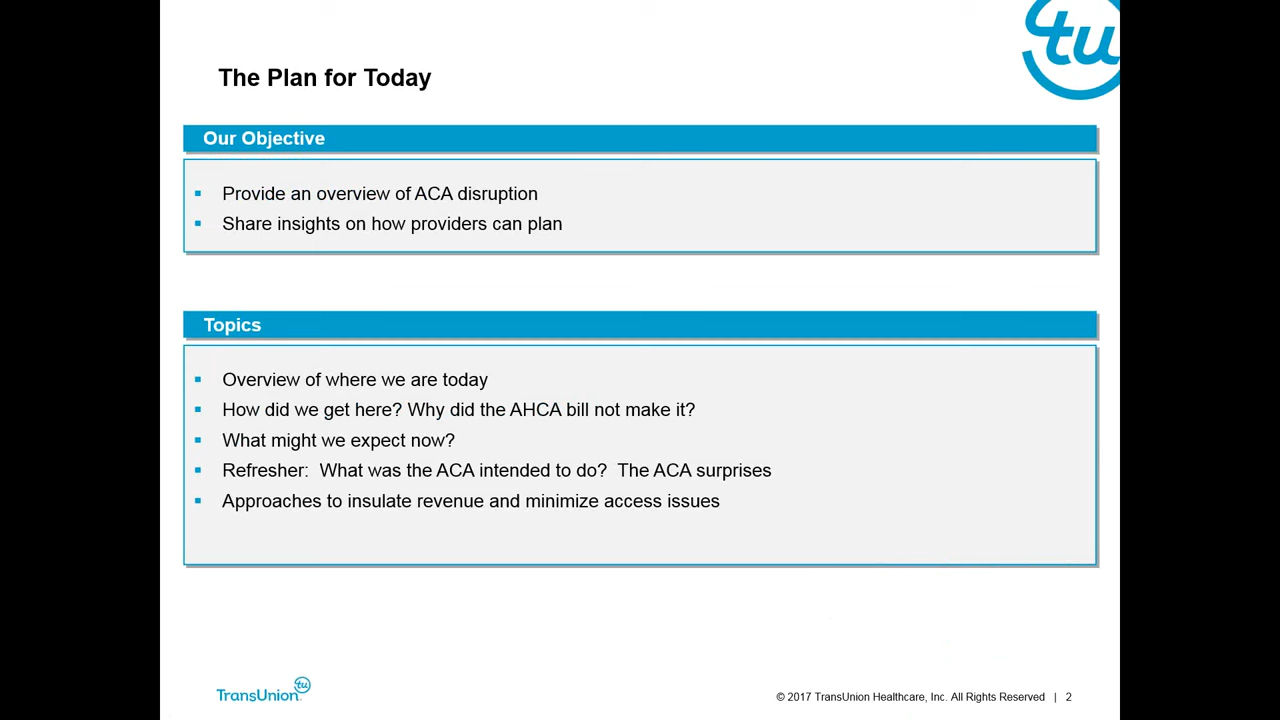 tu
The Plan for Today
Our Objective
Provide an overview of ACA disruption
Share insights on how providers can plan
Topics
Overview of where we are today
How did we get here? Why did the AHCA bill not make it?
What might we expect now?
Refresher:  What was the ACA intended to do?  The ACA surprises
Approaches to insulate revenue and minimize access issues
TransUnion tu
© 2017 TransUnion Healthcare, Inc. All Rights Reserved | 2